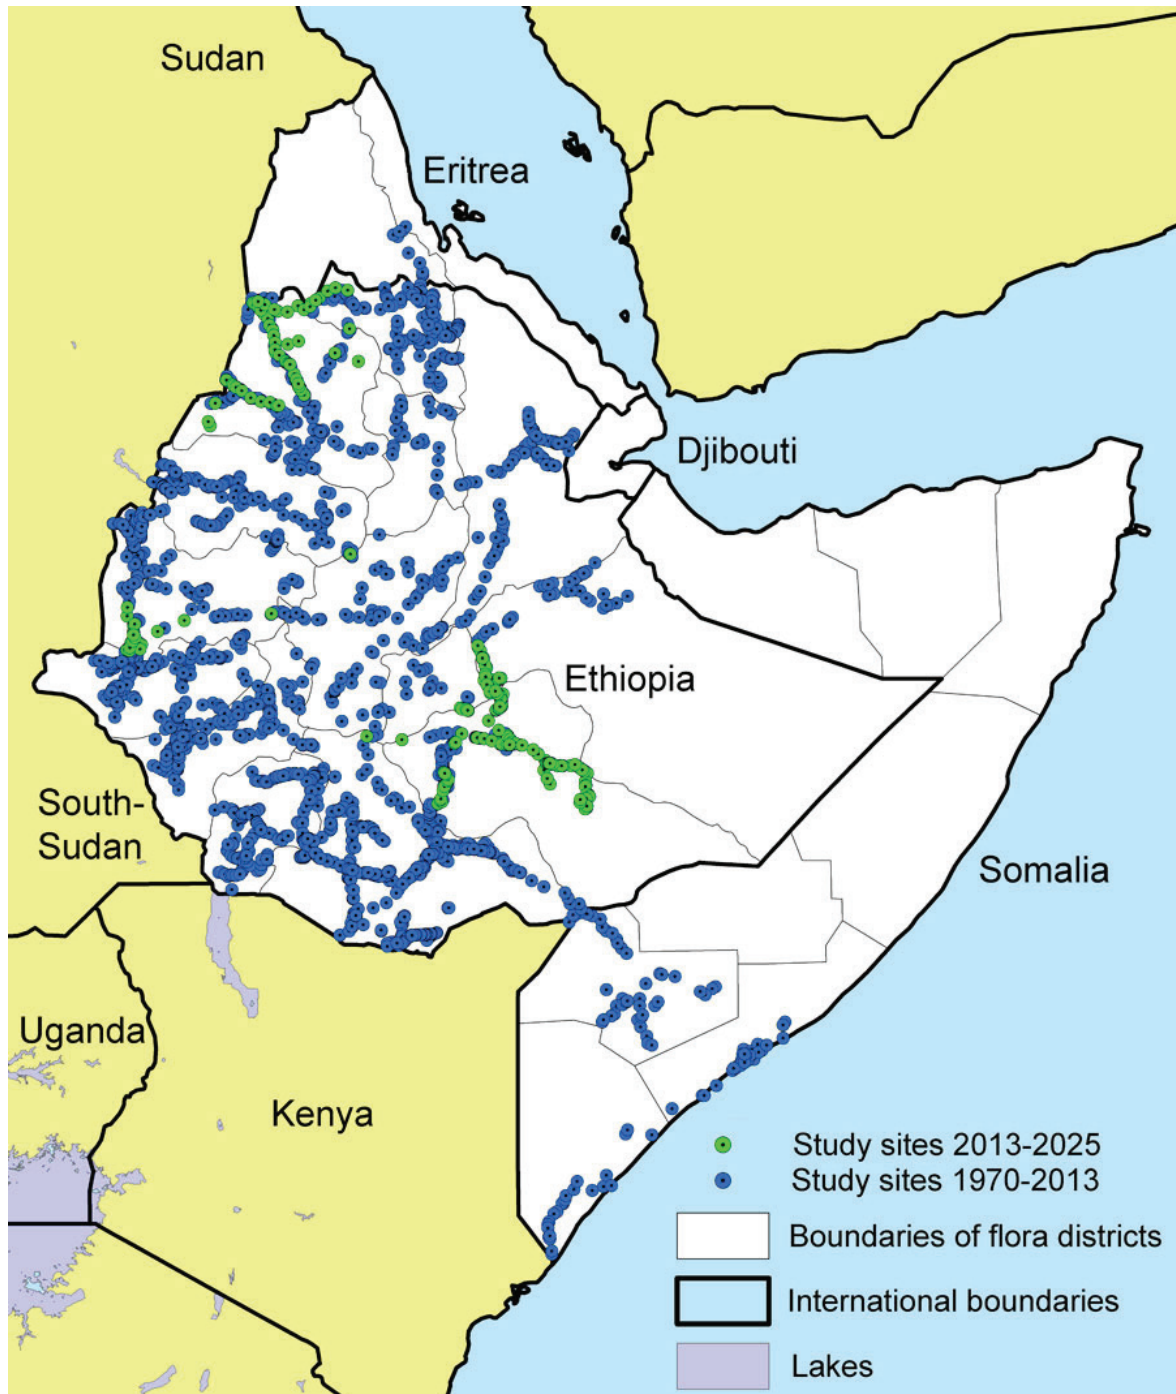 Sudan
Eritrea
Djibouti
Ethiopia
South-
Sudan
Somalia
Uganda
Kenya
Study sites 2013-2025
Study sites 1970-2013
Boundaries of flora districts
International boundaries
Lakes